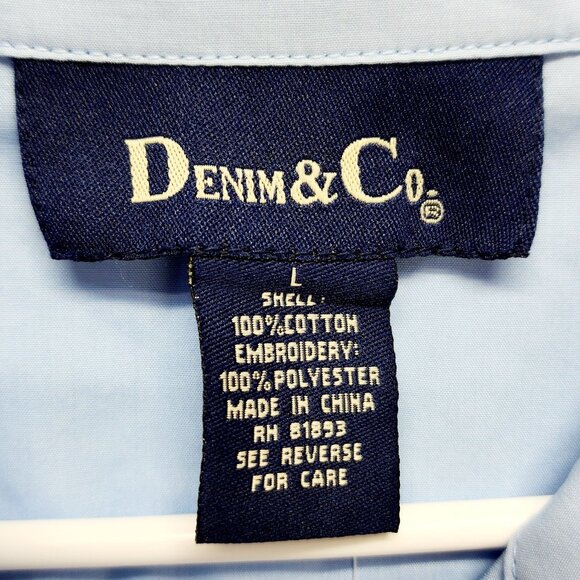 DENIM & CO.®
L
SHELL:
100%COTTON
EMBROIDERY:
100%POLYESTER
MADE IN CHINA
RN 81893
SEE REVERSE
FOR CARE